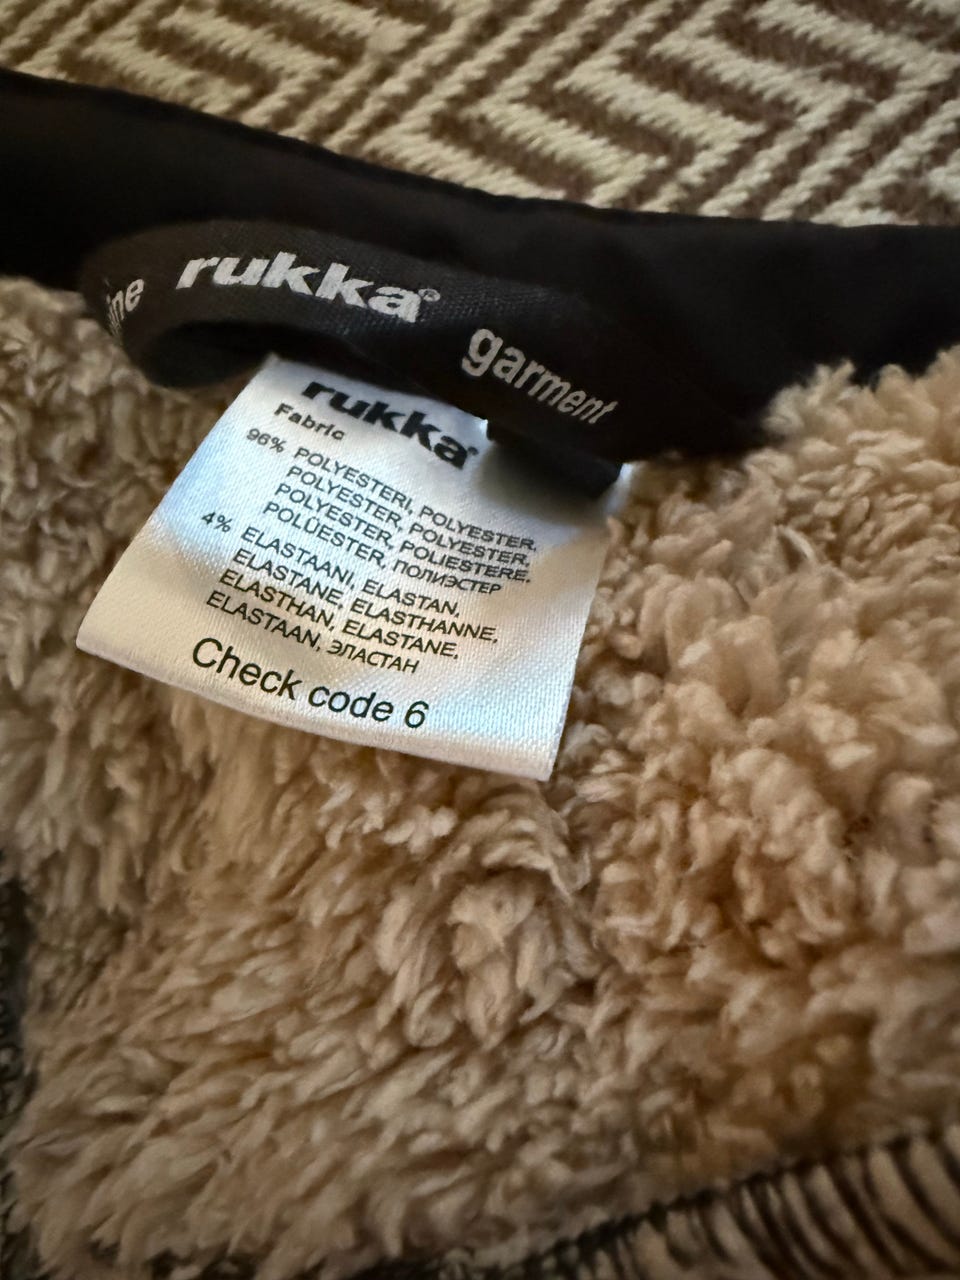 rukka®
garment
rukka®
Fabric
96% POLYESTERI, POLYESTER,
POLYESTER, POLYESTER,
POLYESTER, POLIESTERE,
POLÜESTER, ПОЛИЭСТЕР
4% ELASTAANI, ELASTAN,
ELASTANE, ELASTHANNE,
ELASTHAN, ELASTANE,
ELASTAAN, ЭЛАСТАН
Check code 6